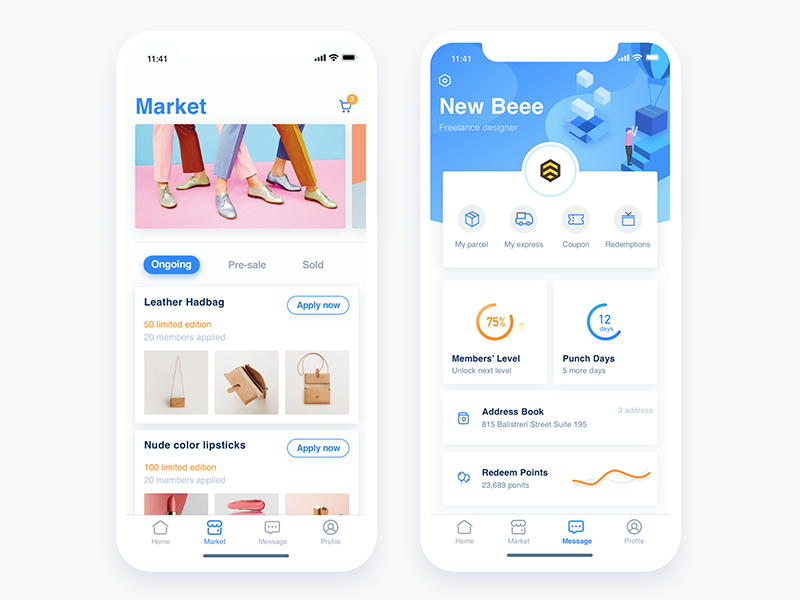 11:41
Market
3
Ongoing
Pre-sale
Sold
Leather Hadbag
Apply now
50 limited edition
20 members applied
Nude color lipsticks
Apply now
100 limited edition
20 members applied
Home
Market
Message
Profile
11:41
New Beee
Freelance designer
My parcel
My express
Coupon
Redemptions
75%
Members' Level
Unlock next level
12
days
Punch Days
5 more days
Address Book
3 address
815 Balistreri Street Suite 195
Redeem Points
23,689 ponits
Home
Market
Message
Profile